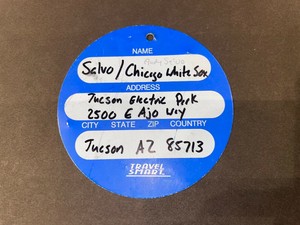 NAME
Salvo/Chicago White Sox
ADDRESS
Tucson Electric Park
2500 E Ajo Way
CITY STATE ZIP COUNTRY
Tucson AZ 85713
TRAVEL
SMART